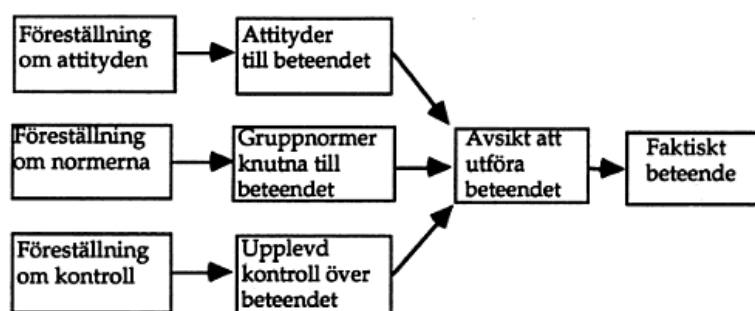 Föreställning
om attityden
Attityder
till beteendet
Föreställning
om normerna
Gruppnormer
knutna till
beteendet
Avsikt att
utföra
beteendet
Faktiskt
beteende
Föreställning
om kontroll
Upplevd
kontroll över
beteendet